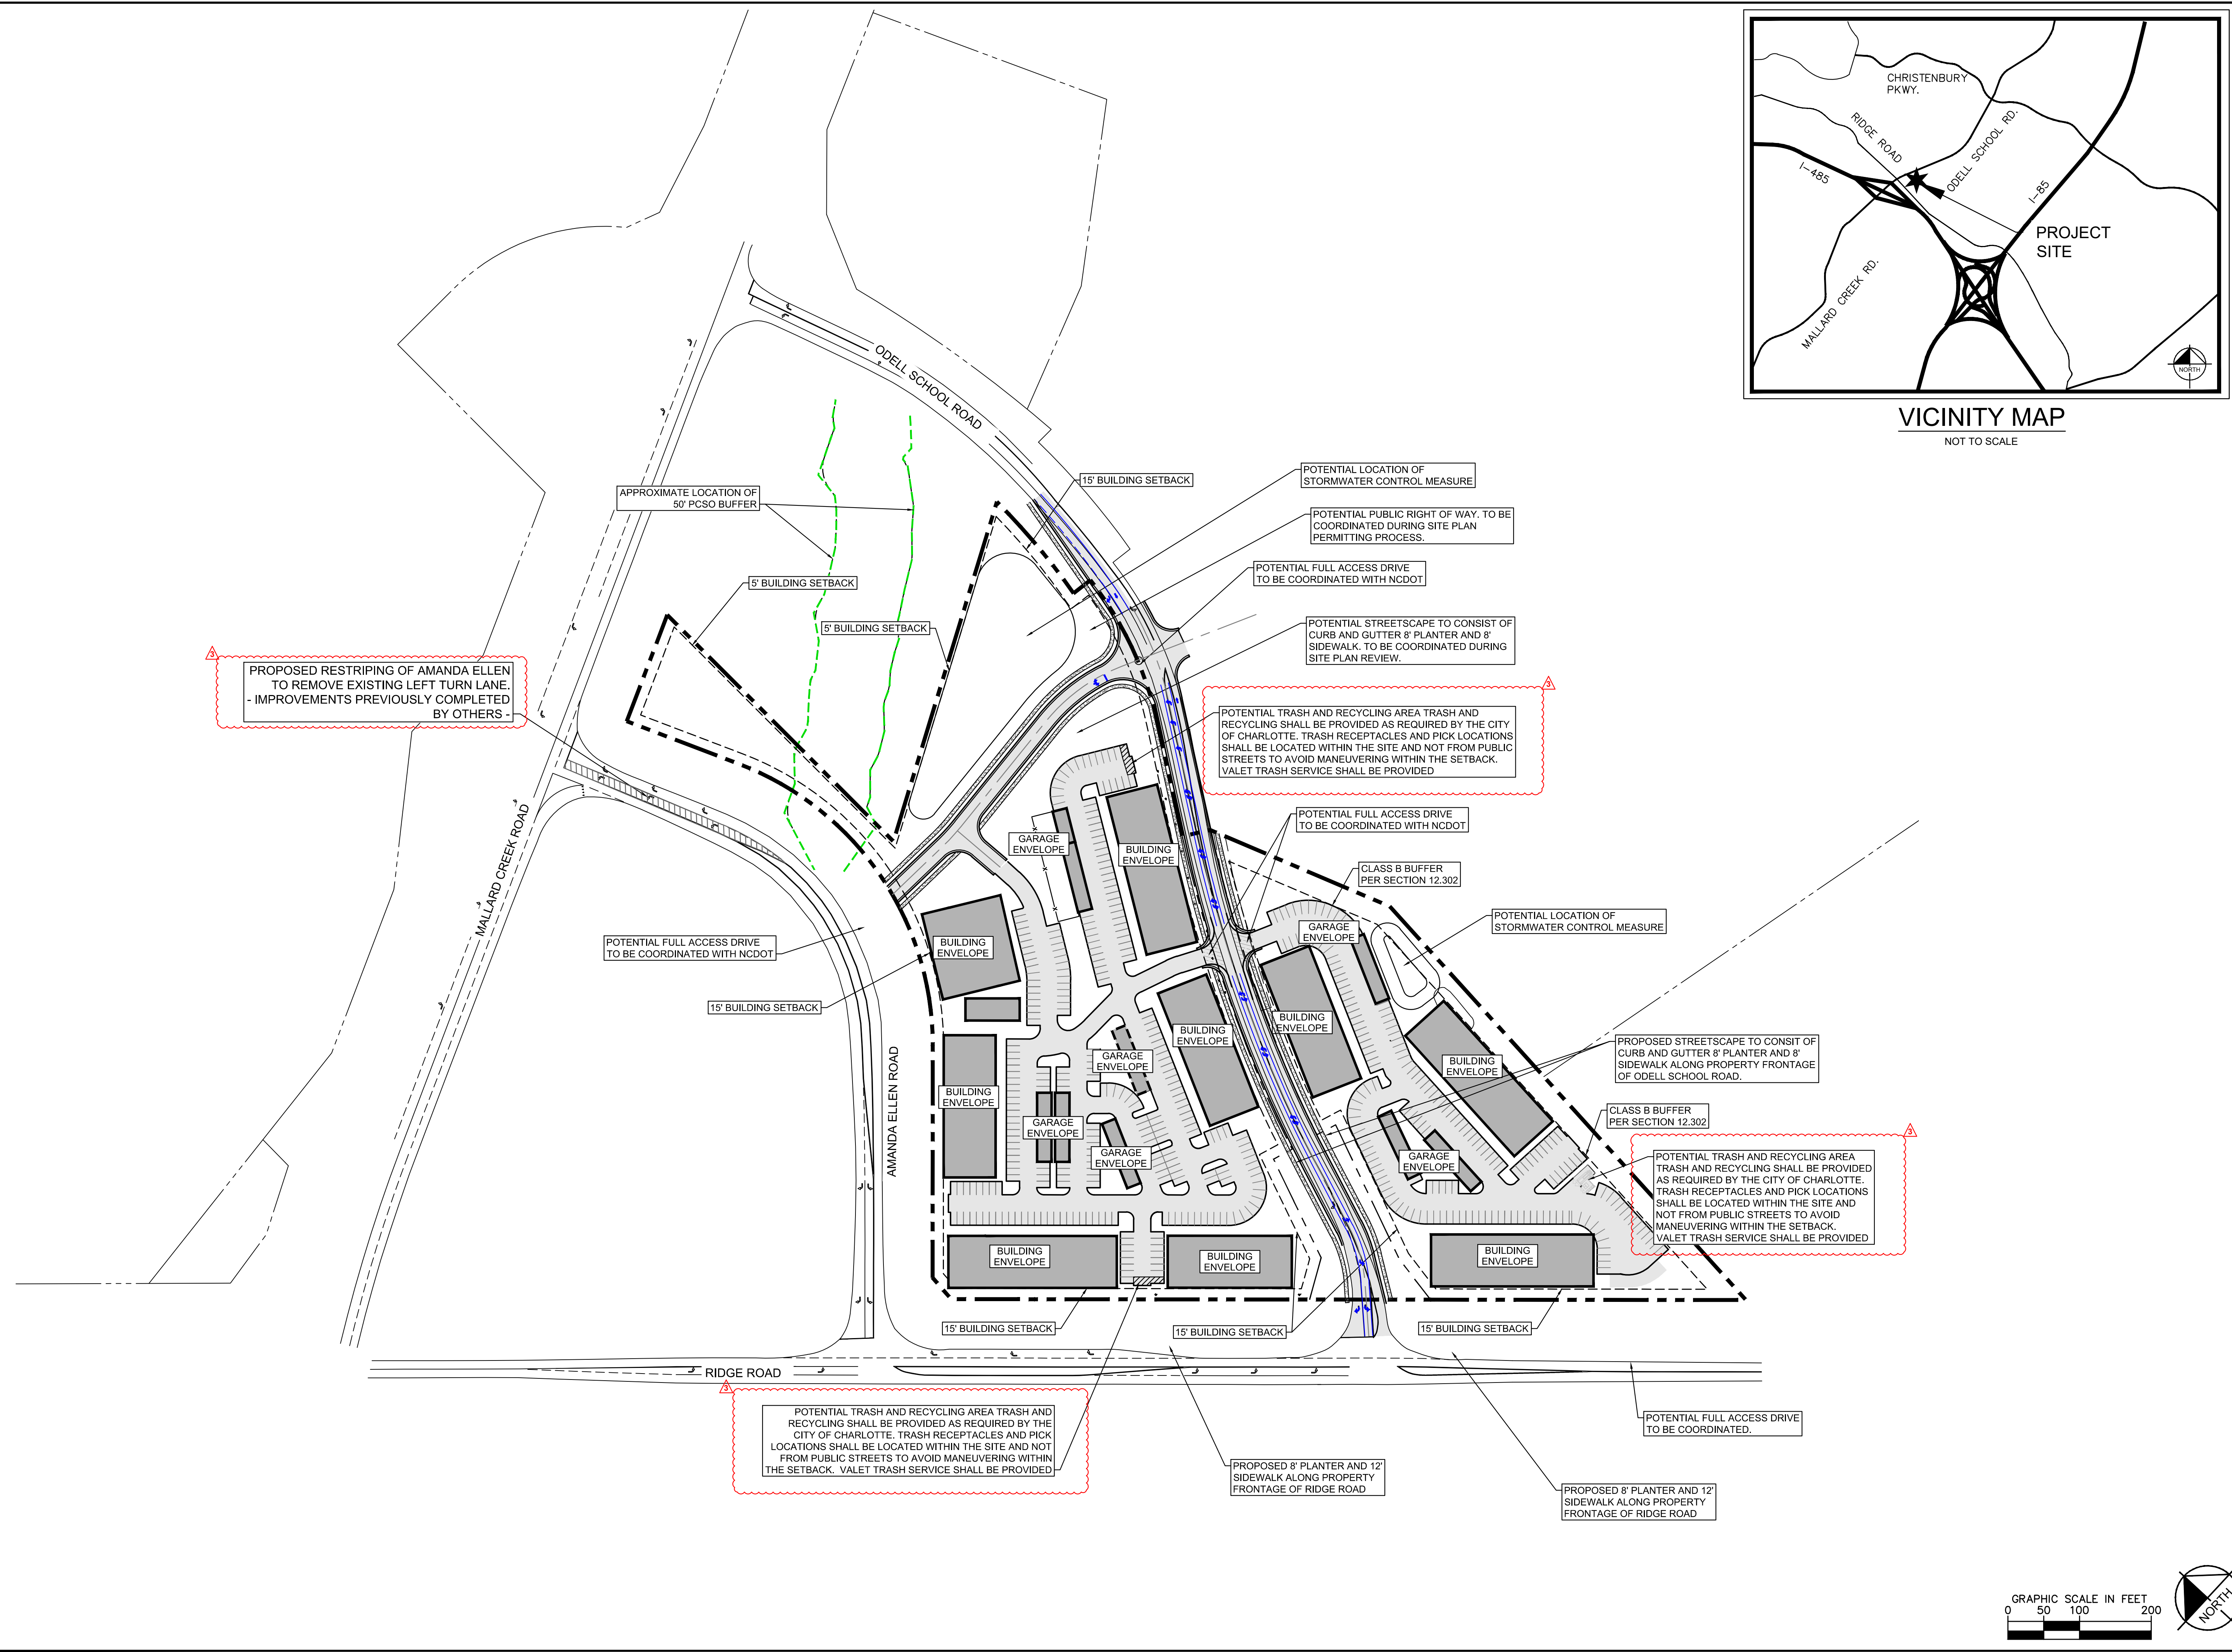 CHRISTENBURY
PKWY.
RIDGE ROAD
ODELL SCHOOL RD.
I-485
I-85
PROJECT
SITE
MALLARD CREEK RD.
NORTH
VICINITY MAP
NOT TO SCALE
ODELL SCHOOL ROAD
15' BUILDING SETBACK
POTENTIAL LOCATION OF
STORMWATER CONTROL MEASURE
APPROXIMATE LOCATION OF
50' PCSO BUFFER
POTENTIAL PUBLIC RIGHT OF WAY. TO BE
COORDINATED DURING SITE PLAN
PERMITTING PROCESS.
POTENTIAL FULL ACCESS DRIVE
TO BE COORDINATED WITH NCDOT
5' BUILDING SETBACK
5' BUILDING SETBACK
POTENTIAL STREETSCAPE TO CONSIST OF
CURB AND GUTTER 8' PLANTER AND 8'
SIDEWALK. TO BE COORDINATED DURING
SITE PLAN REVIEW.
3
PROPOSED RESTRIPING OF AMANDA ELLEN
TO REMOVE EXISTING LEFT TURN LANE.
- IMPROVEMENTS PREVIOUSLY COMPLETED
BY OTHERS -
3
POTENTIAL TRASH AND RECYCLING AREA TRASH AND
RECYCLING SHALL BE PROVIDED AS REQUIRED BY THE CITY
OF CHARLOTTE. TRASH RECEPTACLES AND PICK LOCATIONS
SHALL BE LOCATED WITHIN THE SITE AND NOT FROM PUBLIC
STREETS TO AVOID MANEUVERING WITHIN THE SETBACK.
VALET TRASH SERVICE SHALL BE PROVIDED
POTENTIAL FULL ACCESS DRIVE
TO BE COORDINATED WITH NCDOT
GARAGE
ENVELOPE
BUILDING
ENVELOPE
CLASS B BUFFER
PER SECTION 12.302
MALLARD CREEK ROAD
POTENTIAL LOCATION OF
STORMWATER CONTROL MEASURE
GARAGE
ENVELOPE
POTENTIAL FULL ACCESS DRIVE
TO BE COORDINATED WITH NCDOT
BUILDING
ENVELOPE
15' BUILDING SETBACK
BUILDING
ENVELOPE
BUILDING
ENVELOPE
PROPOSED STREETSCAPE TO CONSIT OF
CURB AND GUTTER 8' PLANTER AND 8'
SIDEWALK ALONG PROPERTY FRONTAGE
OF ODELL SCHOOL ROAD.
GARAGE
ENVELOPE
BUILDING
ENVELOPE
AMANDA ELLEN ROAD
BUILDING
ENVELOPE
GARAGE
ENVELOPE
CLASS B BUFFER
PER SECTION 12.302
GARAGE
ENVELOPE
GARAGE
ENVELOPE
3
POTENTIAL TRASH AND RECYCLING AREA
TRASH AND RECYCLING SHALL BE PROVIDED
AS REQUIRED BY THE CITY OF CHARLOTTE.
TRASH RECEPTACLES AND PICK LOCATIONS
SHALL BE LOCATED WITHIN THE SITE AND
NOT FROM PUBLIC STREETS TO AVOID
MANEUVERING WITHIN THE SETBACK.
VALET TRASH SERVICE SHALL BE PROVIDED
BUILDING
ENVELOPE
BUILDING
ENVELOPE
BUILDING
ENVELOPE
15' BUILDING SETBACK
15' BUILDING SETBACK
15' BUILDING SETBACK
RIDGE ROAD
3
POTENTIAL TRASH AND RECYCLING AREA TRASH AND
RECYCLING SHALL BE PROVIDED AS REQUIRED BY THE
CITY OF CHARLOTTE. TRASH RECEPTACLES AND PICK
LOCATIONS SHALL BE LOCATED WITHIN THE SITE AND NOT
FROM PUBLIC STREETS TO AVOID MANEUVERING WITHIN
THE SETBACK. VALET TRASH SERVICE SHALL BE PROVIDED
POTENTIAL FULL ACCESS DRIVE
TO BE COORDINATED.
PROPOSED 8' PLANTER AND 12'
SIDEWALK ALONG PROPERTY
FRONTAGE OF RIDGE ROAD
PROPOSED 8' PLANTER AND 12'
SIDEWALK ALONG PROPERTY
FRONTAGE OF RIDGE ROAD
GRAPHIC SCALE IN FEET
0 50 100 200
NORTH